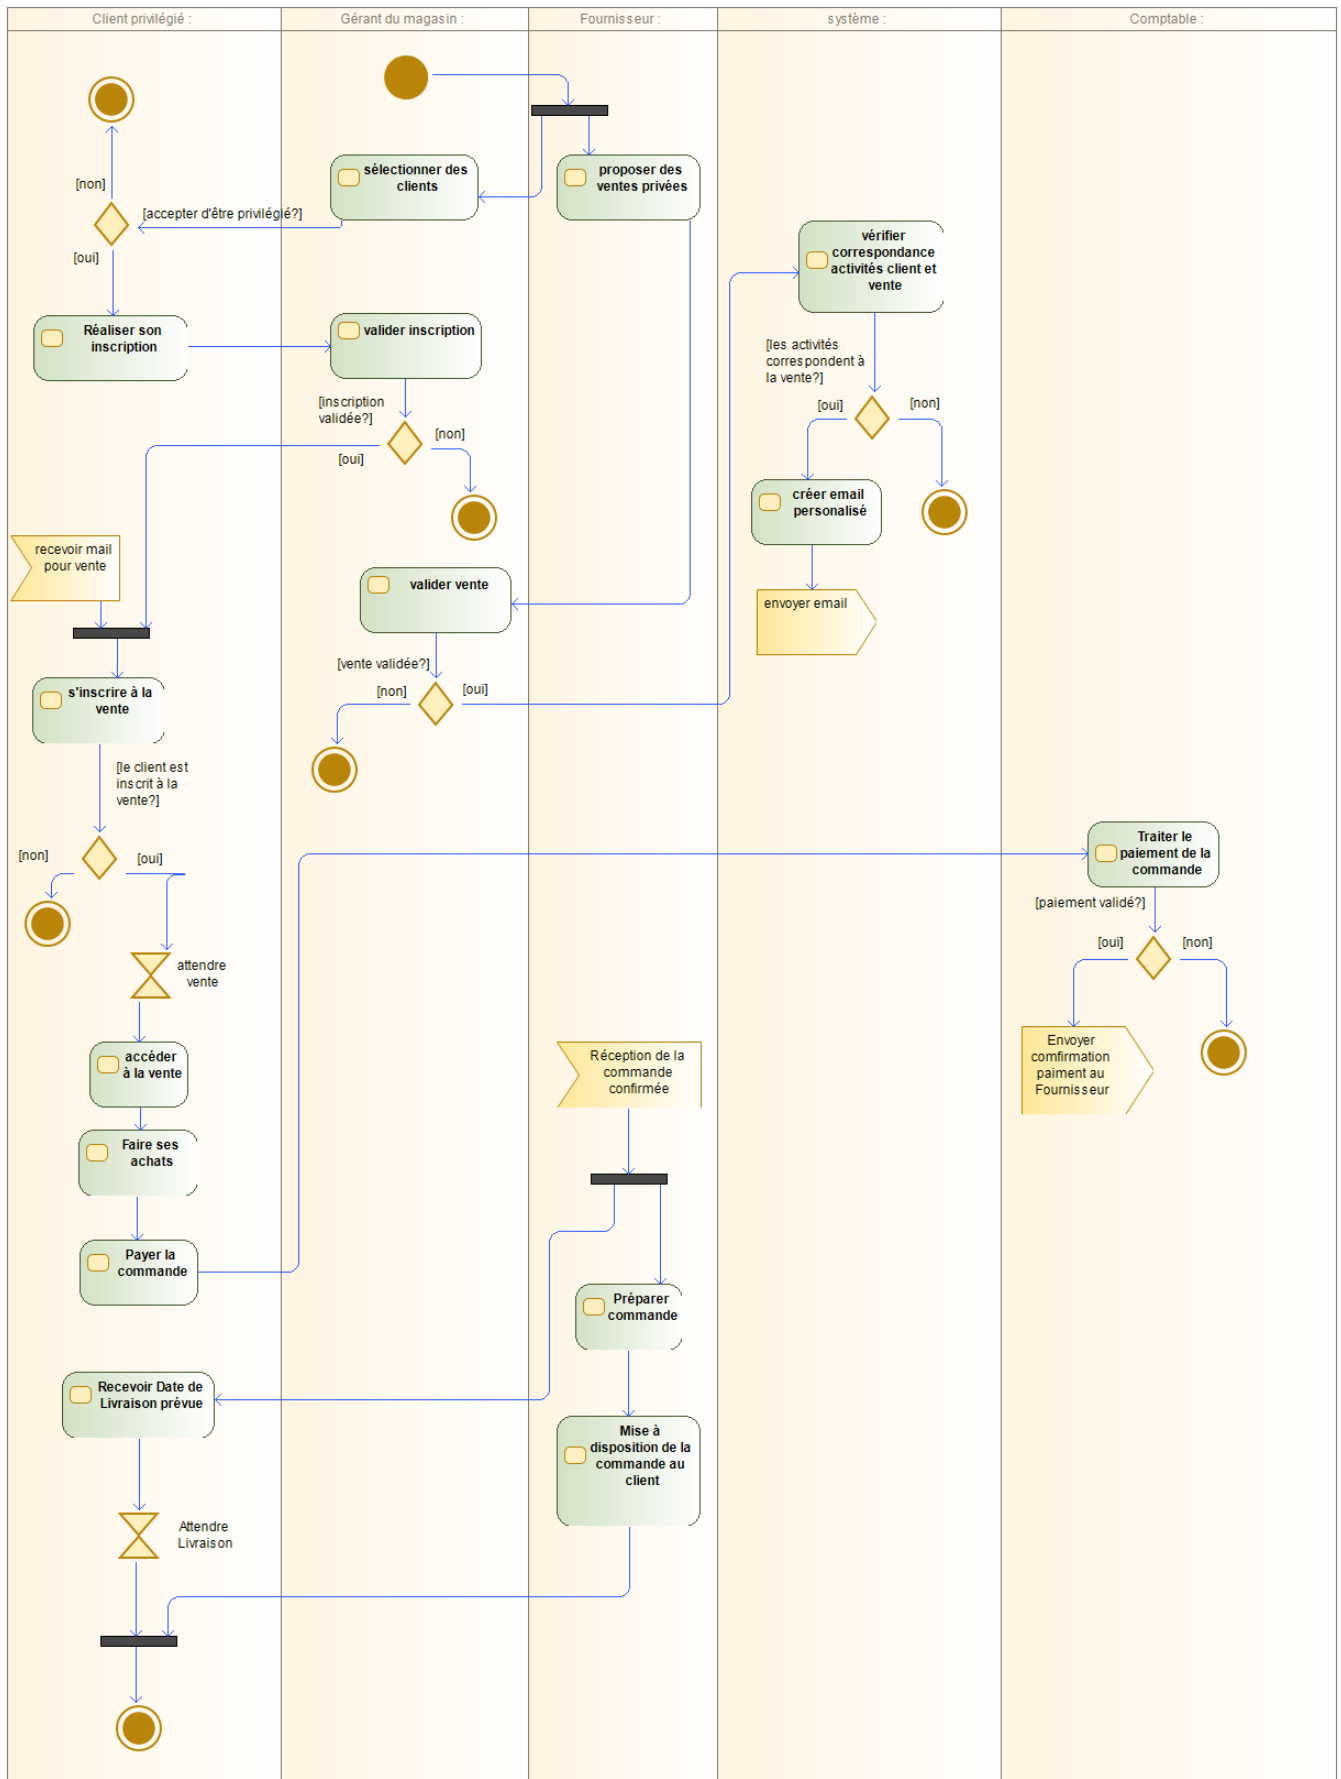 Client privilégié :
Gérant du magasin :
Fournisseur :
système :
Comptable :
[non]
[accepter d'être privilégié?]
[oui]
sélectionner des
clients
proposer des
ventes privées
vérifier
correspondance
activités client et
vente
Réaliser son
inscription
valider inscription
[les activités
correspondent à
la vente?]
[inscription
validée?]
[non]
[oui]
[oui]
[non]
créer email
personalisé
recevoir mail
pour vente
valider vente
envoyer email
[vente validée?]
[non]
[oui]
s'inscrire à la
vente
[le client est
inscrit à la
vente?]
[non]
[oui]
Traiter le
paiement de la
commande
[paiement validé?]
[oui]
[non]
attendre
vente
accéder
à la vente
Réception de la
commande
confirmée
Envoyer
comfirmation
paiment au
Fournisseur
Faire ses
achats
Payer la
commande
Préparer
commande
Recevoir Date de
Livraison prévue
Mise à
disposition de la
commande au
client
Attendre
Livraison